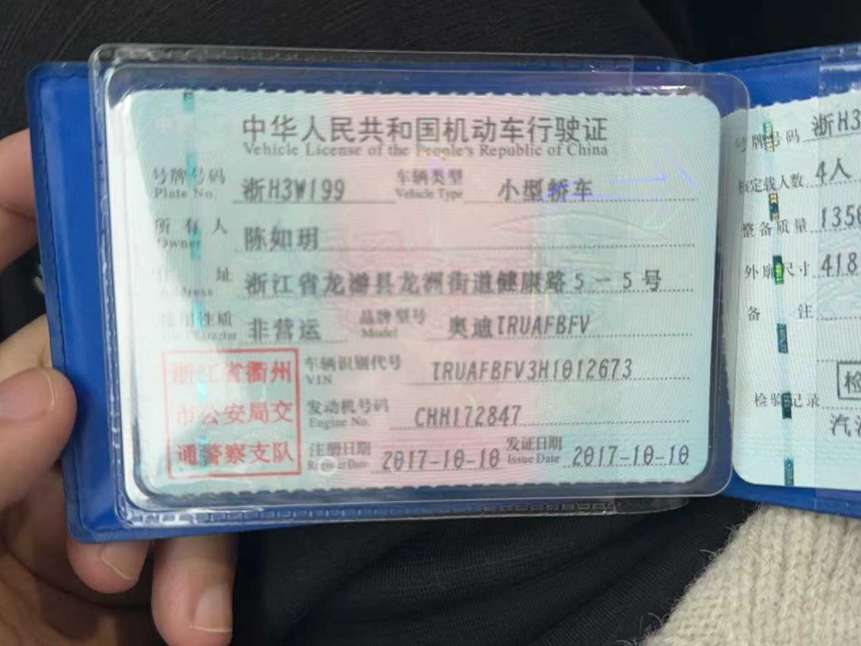 中华人民共和国机动车行驶证
Vehicle License of the People's Republic of China
号牌号码 Plate No. 浙H3W199 车辆类型 Vehicle Type 小型轿车
所有人 Owner 陈如玥
址 浙江省龙游县龙洲街道健康路5－5号
使用性质 非营运 品牌型号 Model 奥迪TRUAFBFV
浙江省衢州市公安局交通警察支队
车辆识别代号 VIN TRUAFBFV3H1012673
发动机号码 Engine No. CHH172847
注册日期 Register Date 2017-10-10 发证日期 Issue Date 2017-10-10
号牌号码 浙H3
核定载人数 4人
整备质量 135
外廓尺寸 418
备注
检验记录
检
汽